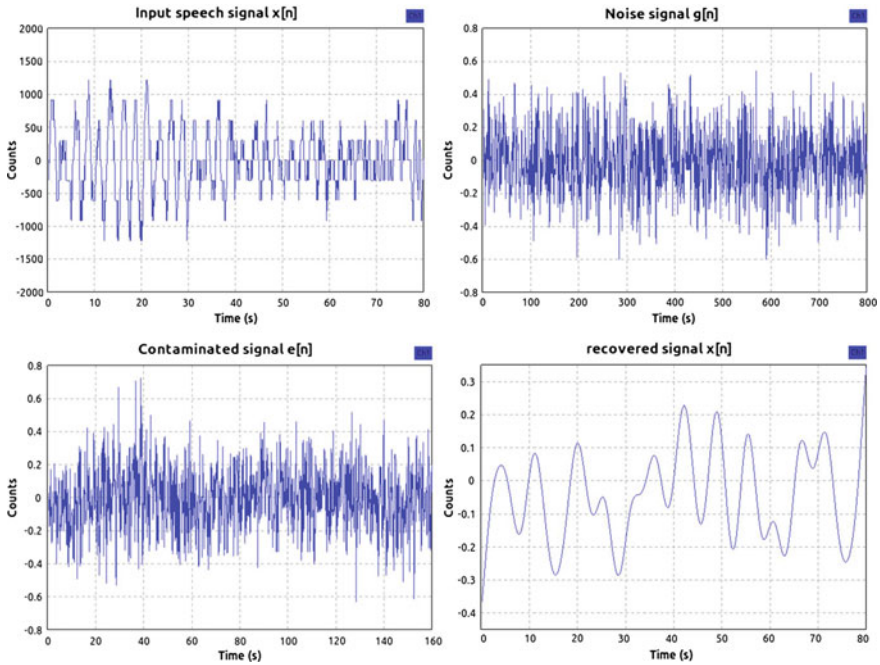 Input speech signal x[n]
2000
1500
1000
500
0
-500
-1000
-1500
-2000
Counts
0 10 20 30 40 50 60 70 80
Time (s)
Noise signal g[n]
0.8
0.6
0.4
0.2
0
-0.2
-0.4
-0.6
-0.8
Counts
0 100 200 300 400 500 600 700 800
Time (s)
Contaminated signal e[n]
0.8
0.6
0.4
0.2
0
-0.2
-0.4
-0.6
-0.8
Counts
0 20 40 60 80 100 120 140 160
Time (s)
recovered signal x[n]
0.3
0.2
0.1
0
-0.1
-0.2
-0.3
-0.4
Counts
0 10 20 30 40 50 60 70 80
Time (s)